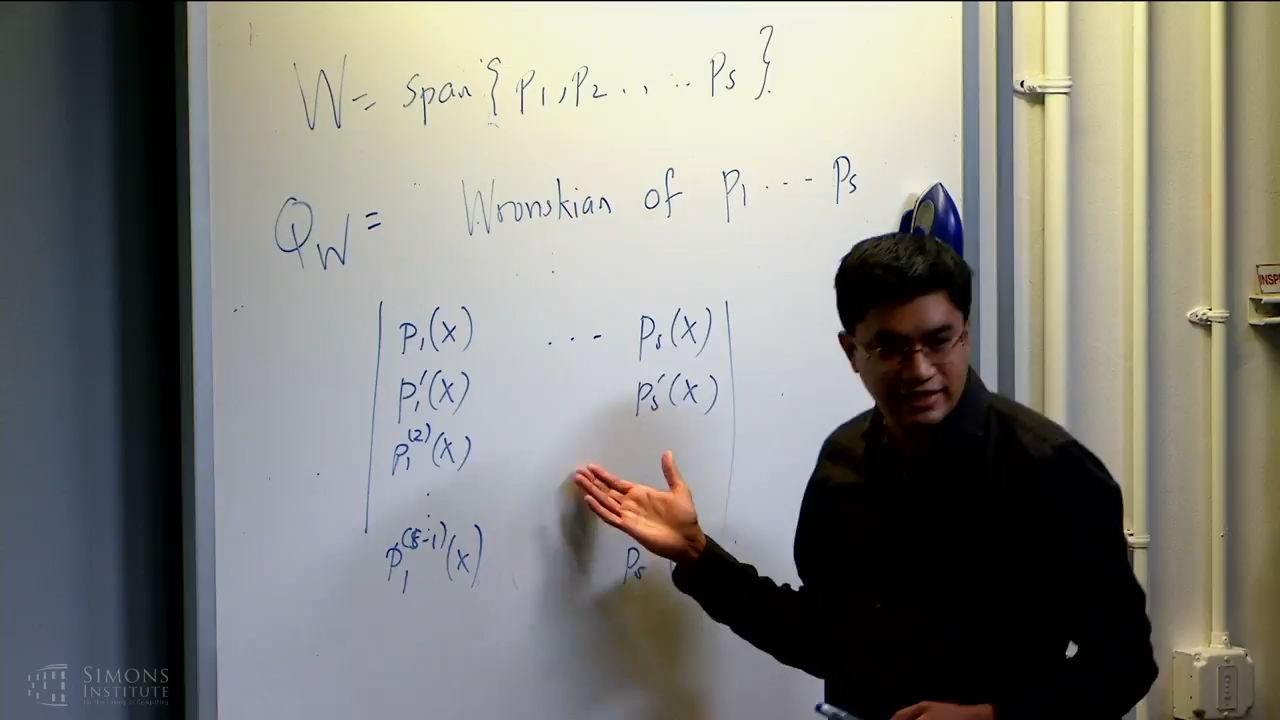 W = span { p1, p2 . . , . .. ps }
QW = Wronskian of p1 ... ps
p1(x) ... ps(x)
p1'(x) ps'(x)
p1(2)(x)
p1(s-1)(x) ps
SIMONS
INSTITUTE